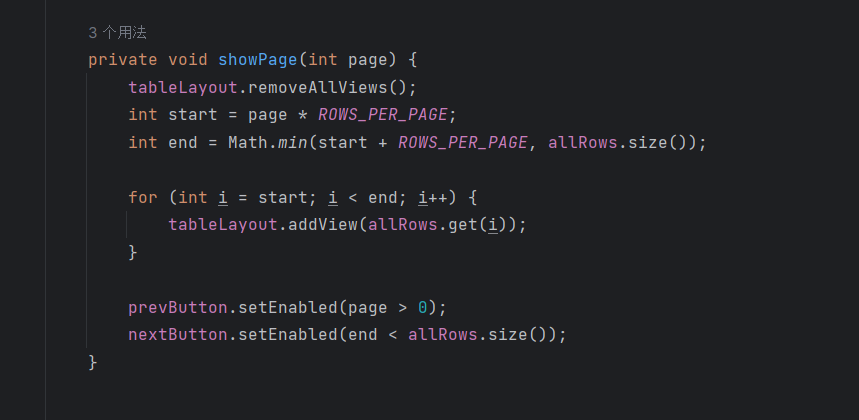 3 个用法
private void showPage(int page) {
    tableLayout.removeAllViews();
    int start = page * ROWS_PER_PAGE;
    int end = Math.min(start + ROWS_PER_PAGE, allRows.size());

    for (int i = start; i < end; i++) {
        tableLayout.addView(allRows.get(i));
    }

    prevButton.setEnabled(page > 0);
    nextButton.setEnabled(end < allRows.size());
}